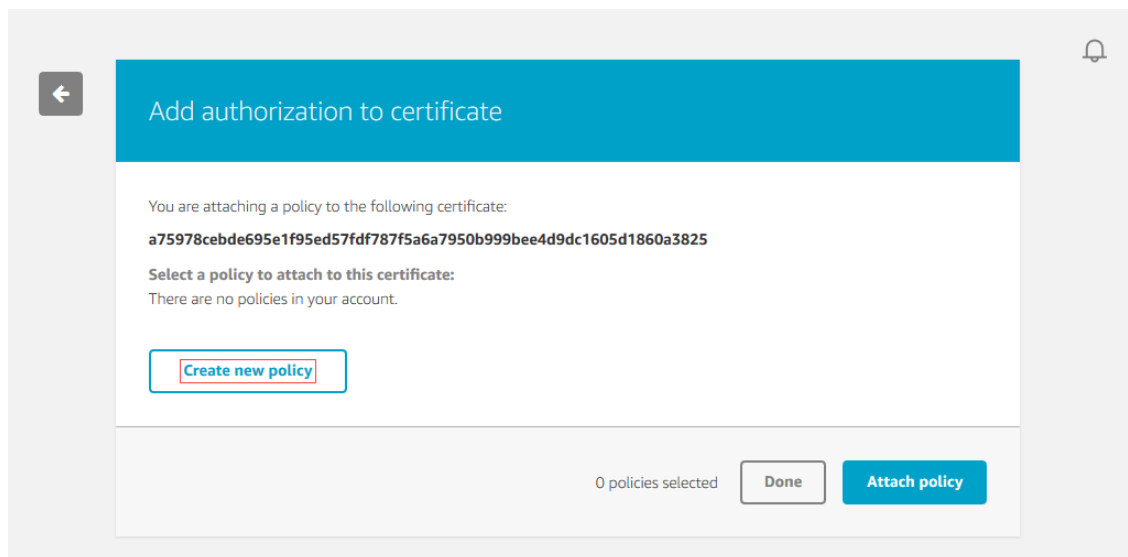 Add authorization to certificate
You are attaching a policy to the following certificate:
a75978cebde695e1f95ed57fdf787f5a6a7950b999bee4d9dc1605d1860a3825
Select a policy to attach to this certificate:
There are no policies in your account.
Create new policy
0 policies selected
Done
Attach policy